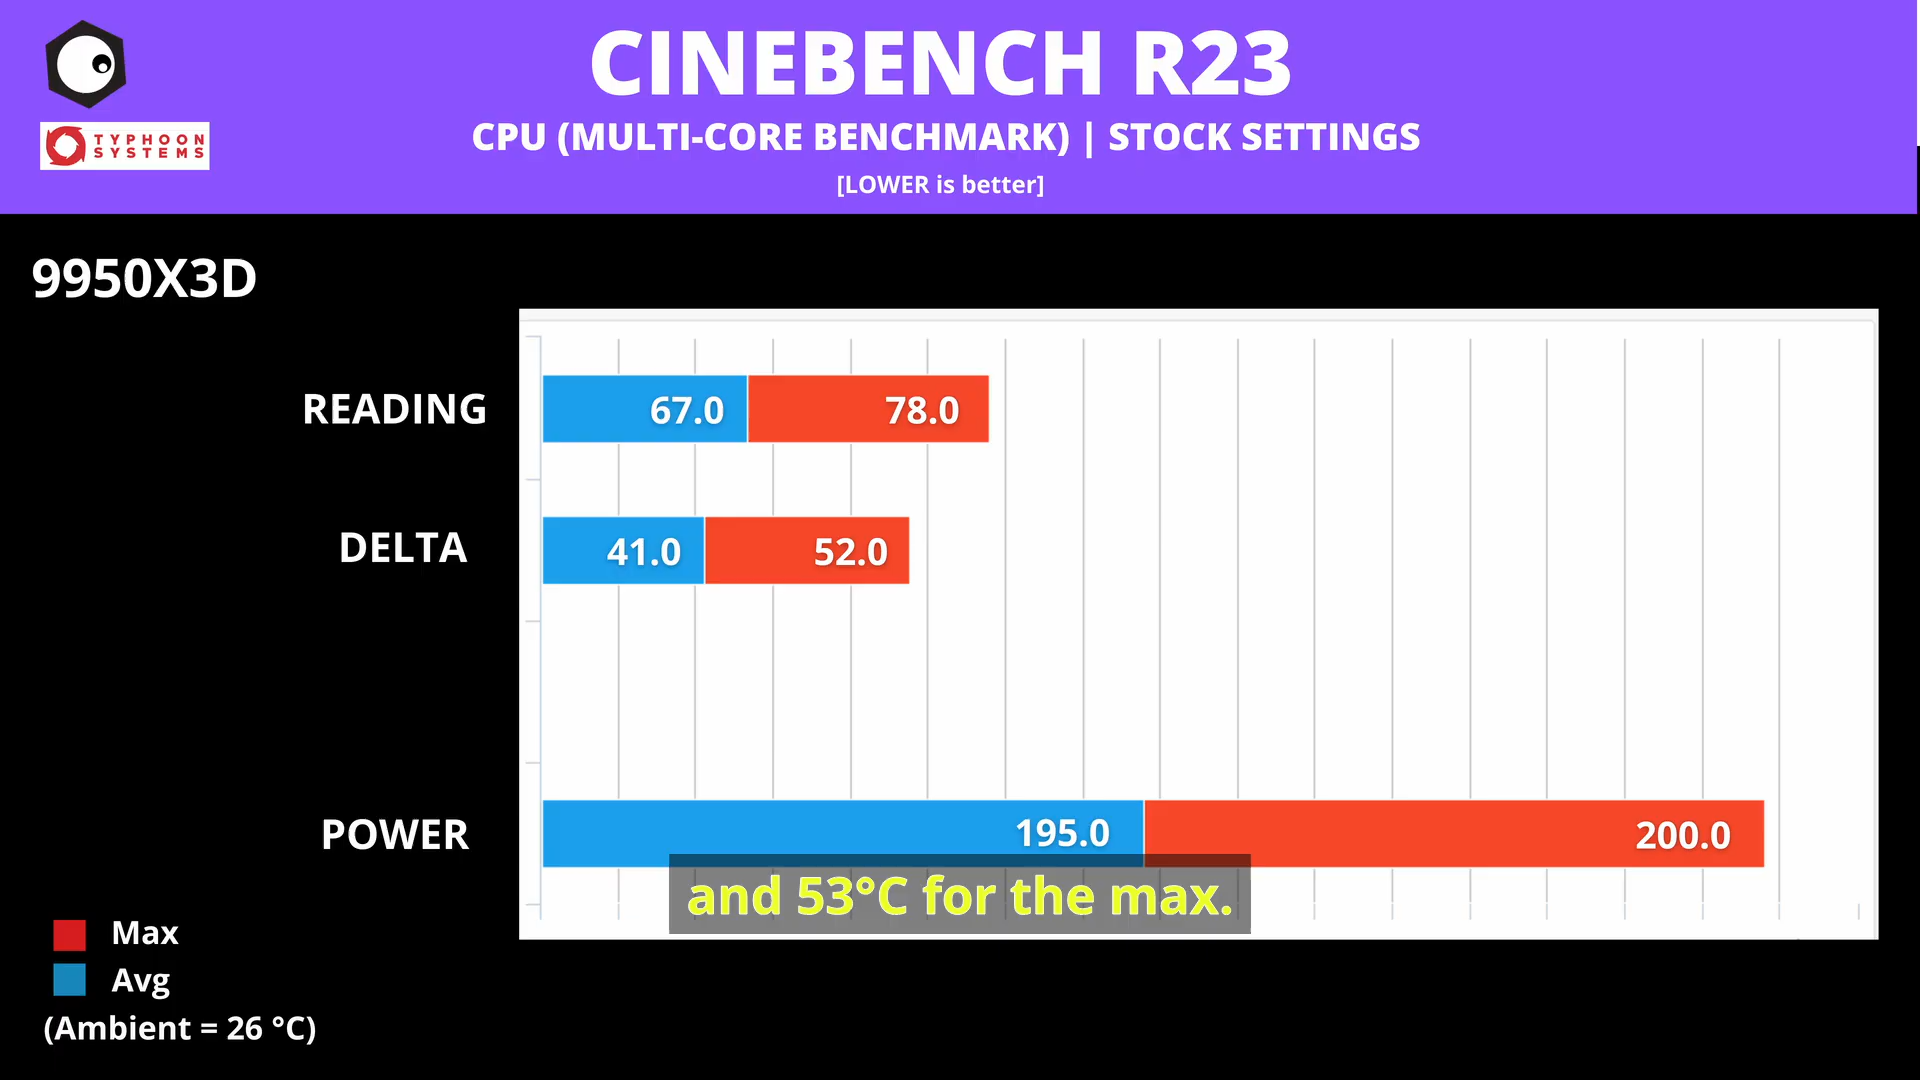 CINEBENCH R23
TYPHOON
SYSTEMS
CPU (MULTI-CORE BENCHMARK) | STOCK SETTINGS
[LOWER is better]
9950X3D
READING 67.0 78.0
DELTA 41.0 52.0
POWER 195.0 200.0
and 53°C for the max.
Max
Avg
(Ambient = 26 °C)